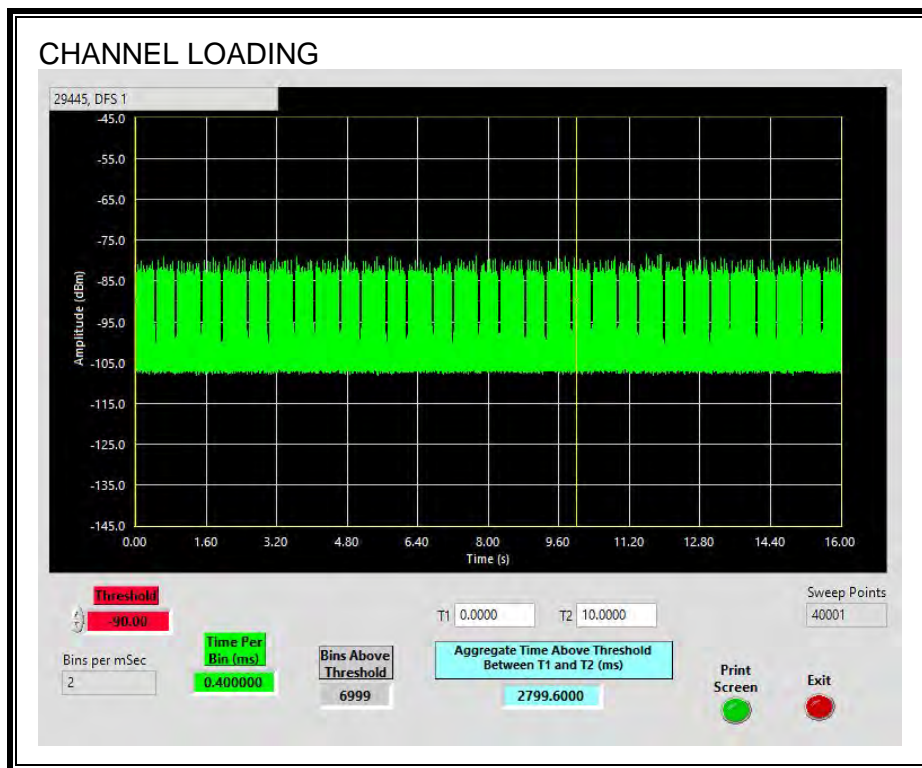 CHANNEL LOADING
29445, DFS 1
-45.0
-55.0
-65.0
-75.0
-85.0
-95.0
-105.0
-115.0
-125.0
-135.0
-145.0
Amplitude (dBm)
0.00 1.60 3.20 4.80 6.40 8.00 9.60 11.20 12.80 14.40 16.00
Time (s)
Threshold
-90.00
Bins per mSec
2
Time Per
Bin (ms)
0.400000
Bins Above
Threshold
6999
T1 0.0000 T2 10.0000
Aggregate Time Above Threshold
Between T1 and T2 (ms)
2799.6000
Sweep Points
40001
Print
Screen
Exit